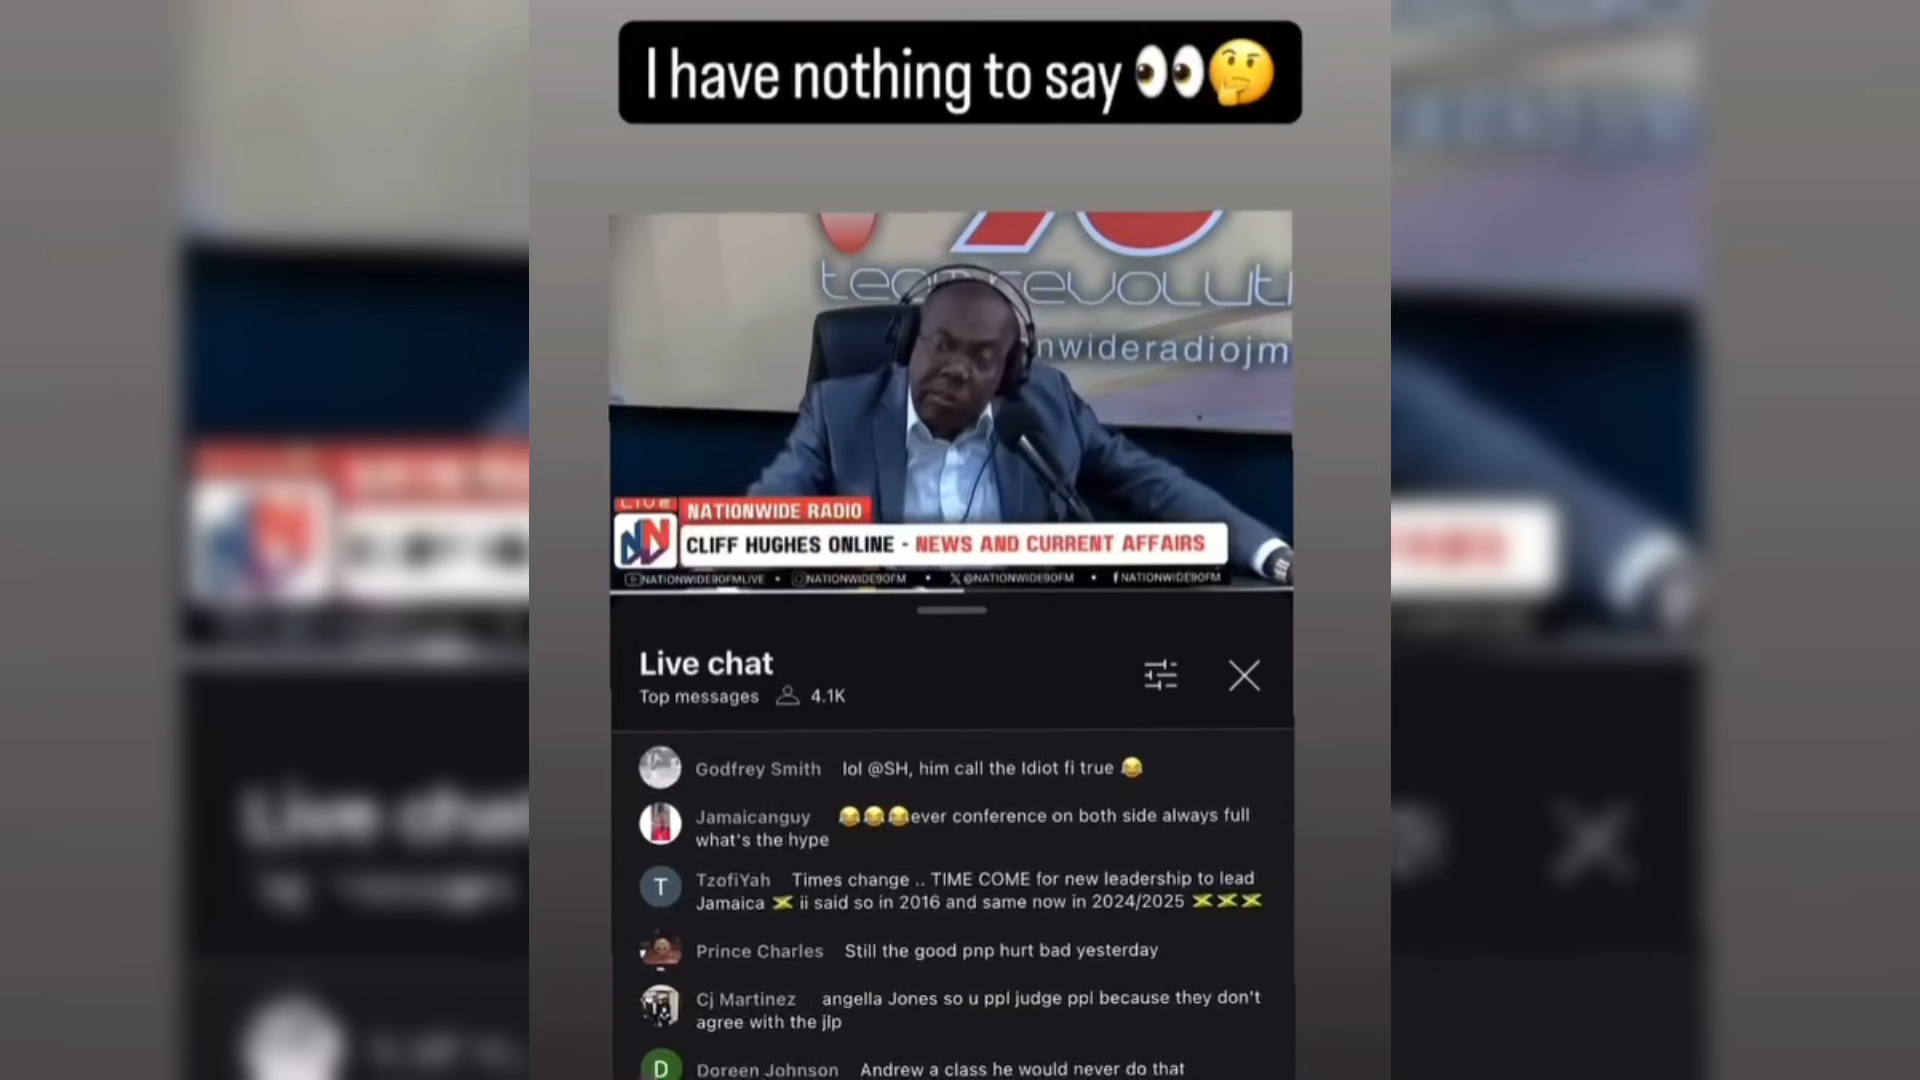 I have nothing to say 👀🤔
nwideradiojm
LIVE
NATIONWIDE RADIO
CLIFF HUGHES ONLINE - NEWS AND CURRENT AFFAIRS
NATIONWIDE90FMLIVE • NATIONWIDE90FM • X @NATIONWIDE90FM • f NATIONWIDE90FM
Live chat
Top messages 4.1K
Godfrey Smith lol @SH, him call the Idiot fi true 😂
Jamaicanguy 😂😂😂ever conference on both side always full
what's the hype
T TzofiYah Times change .. TIME COME for new leadership to lead
Jamaica 🇯🇲 ii said so in 2016 and same now in 2024/2025 🇯🇲🇯🇲🇯🇲
Prince Charles Still the good pnp hurt bad yesterday
Cj Martinez angella Jones so u ppl judge ppl because they don't
agree with the jlp
D Doreen Johnson Andrew a class he would never do that